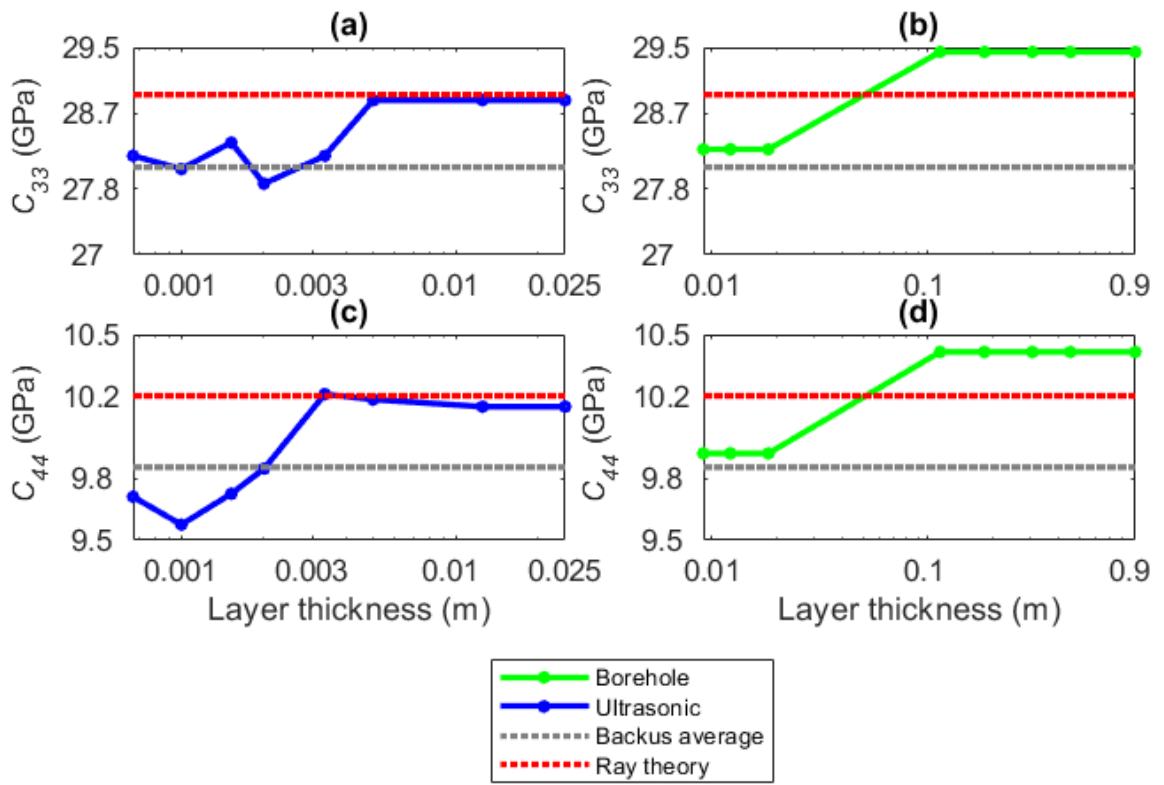 (a)
(b)
29.5
28.7
27.8
27
C33 (GPa)
0.001
0.003
0.01
0.025
29.5
28.7
27.8
27
C33 (GPa)
0.01
0.1
0.9
(c)
(d)
10.5
10.2
9.8
9.5
C44 (GPa)
0.001
0.003
0.01
0.025
Layer thickness (m)
10.5
10.2
9.8
9.5
C44 (GPa)
0.01
0.1
0.9
Layer thickness (m)
Borehole
Ultrasonic
Backus average
Ray theory